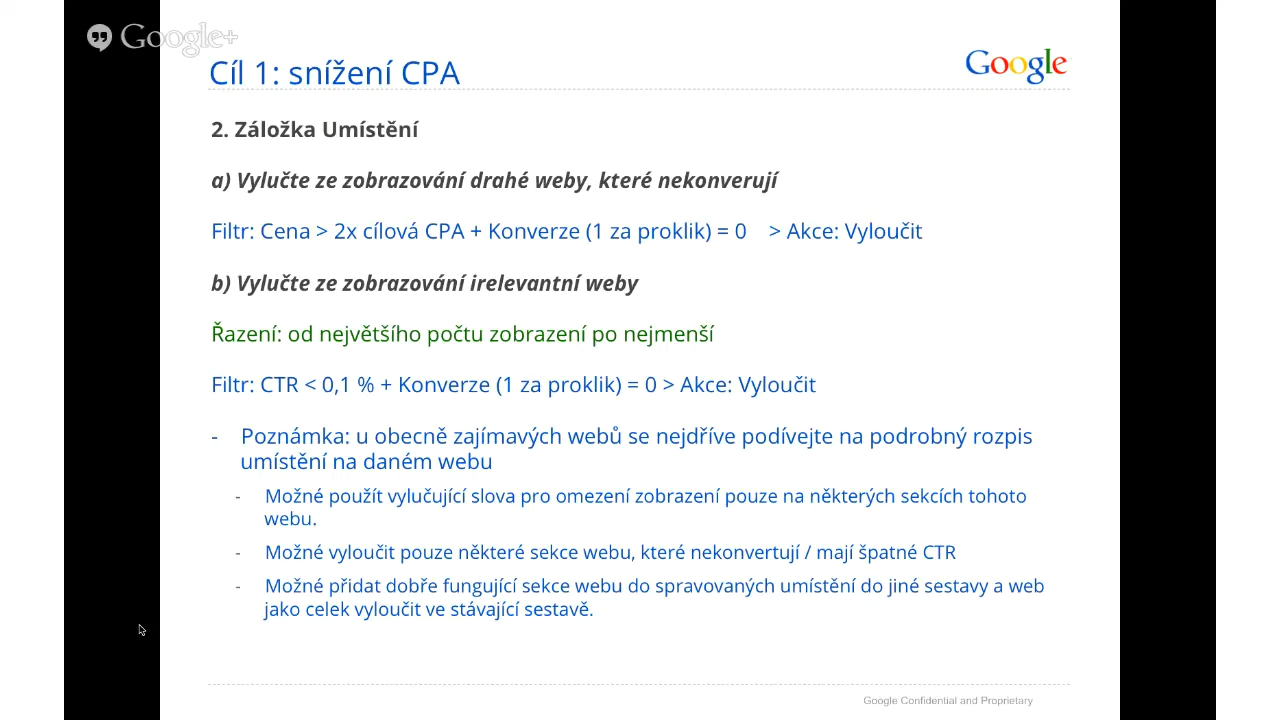 Google+
Cíl 1: snížení CPA
Google
2. Záložka Umístění
a) Vylučte ze zobrazování drahé weby, které nekonverují
Filtr: Cena > 2x cílová CPA + Konverze (1 za proklik) = 0 > Akce: Vyloučit
b) Vylučte ze zobrazování irelevantní weby
Řazení: od největšího počtu zobrazení po nejmenší
Filtr: CTR < 0,1 % + Konverze (1 za proklik) = 0 > Akce: Vyloučit
- Poznámka: u obecně zajímavých webů se nejdříve podívejte na podrobný rozpis
umístění na daném webu
- Možné použít vylučující slova pro omezení zobrazení pouze na některých sekcích tohoto
webu.
- Možné vyloučit pouze některé sekce webu, které nekonvertují / mají špatné CTR
- Možné přidat dobře fungující sekce webu do spravovaných umístění do jiné sestavy a web
jako celek vyloučit ve stávající sestavě.
Google Confidential and Proprietary